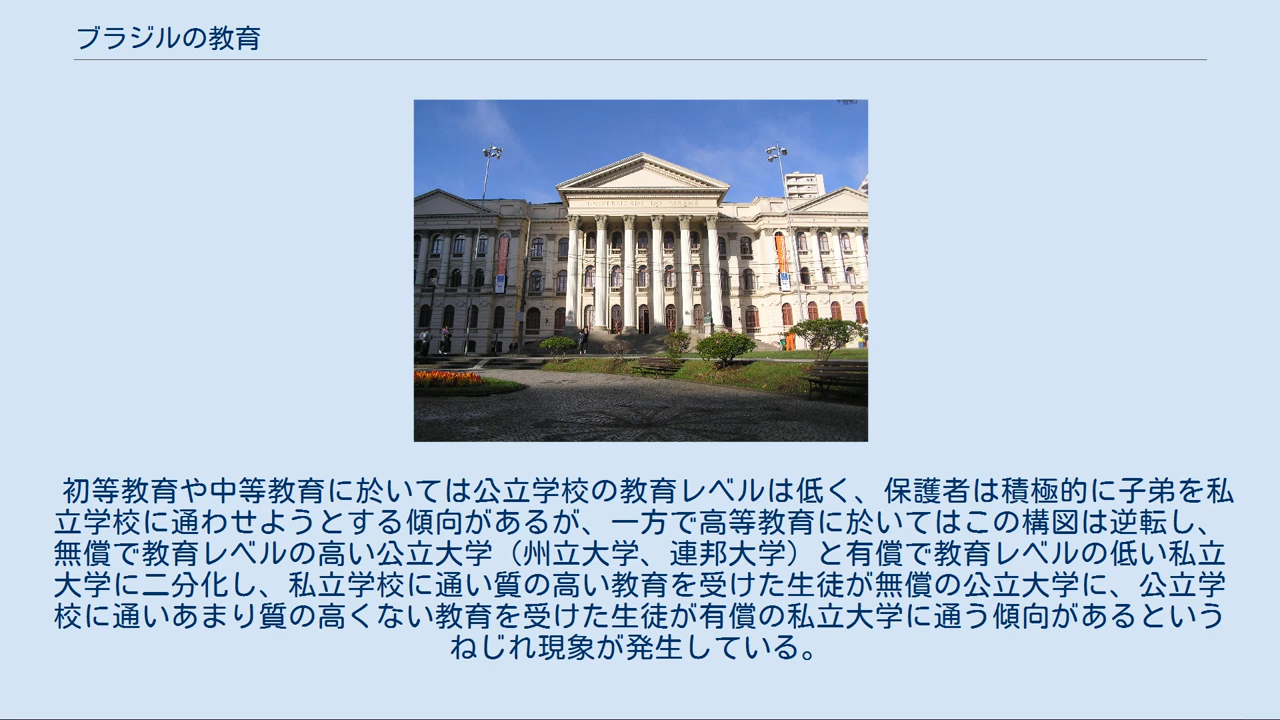 ブラジルの教育
UNIVERSIDADE DO PARANÁ
初等教育や中等教育に於いては公立学校の教育レベルは低く、保護者は積極的に子弟を私
立学校に通わせようとする傾向があるが、一方で高等教育に於いてはこの構図は逆転し、
無償で教育レベルの高い公立大学（州立大学、連邦大学）と有償で教育レベルの低い私立
大学に二分化し、私立学校に通い質の高い教育を受けた生徒が無償の公立大学に、公立学
校に通いあまり質の高くない教育を受けた生徒が有償の私立大学に通う傾向があるという
ねじれ現象が発生している。